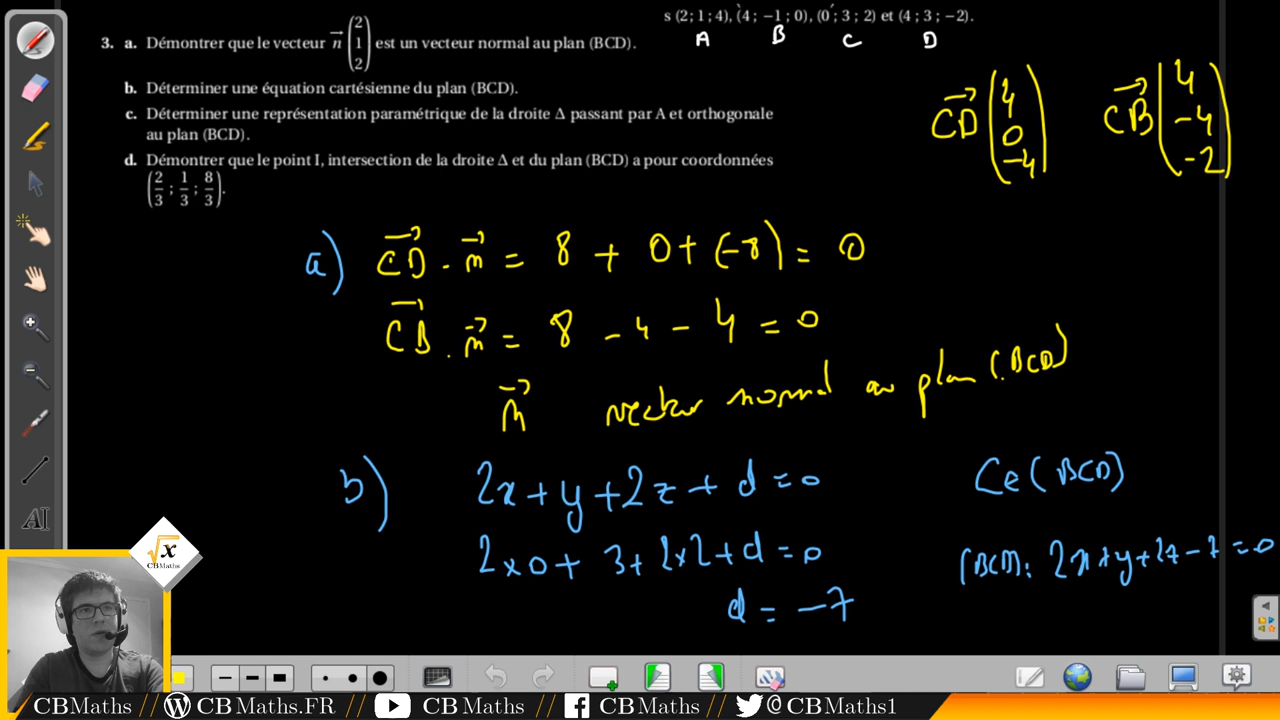 s (2; 1; 4), (4; −1; 0), (0; 3; 2) et (4; 3; −2).
A B C D
3. a. Démontrer que le vecteur n⃗ (2 1 2) est un vecteur normal au plan (BCD).
b. Déterminer une équation cartésienne du plan (BCD).
c. Déterminer une représentation paramétrique de la droite Δ passant par A et orthogonale
au plan (BCD).
d. Démontrer que le point I, intersection de la droite Δ et du plan (BCD) a pour coordonnées
(2/3 ; 1/3 ; 8/3).
CD⃗ (4 0 −4) CB⃗ (4 −4 −2)
a) CD⃗ . n⃗ = 8 + 0 + (−8) = 0
CB⃗ . n⃗ = 8 − 4 − 4 = 0
n⃗ vecteur normal au plan (BCD)
b) 2x + y + 2z + d = 0 C∈(BCD)
2×0 + 3 + 2×2 + d = 0 (BCD): 2x + y + 2z − 7 = 0
d = −7
AI
√x
CBMaths
CBMaths / CBMaths.FR / CBMaths / CBMaths / @CBMaths1